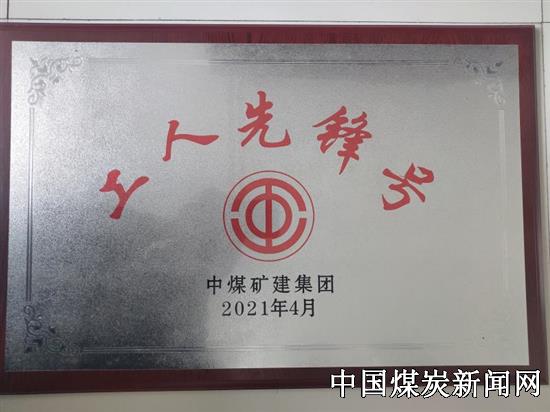 工人先锋号
中煤矿建集团
2021年4月
中国煤炭新闻网